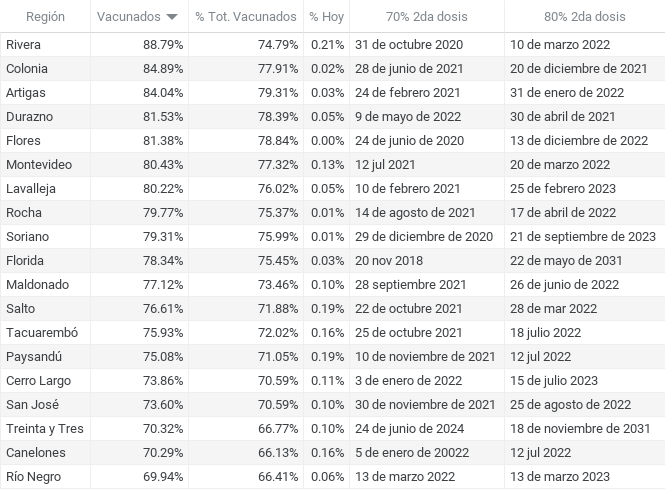 Región Vacunados % Tot. Vacunados % Hoy 70% 2da dosis 80% 2da dosis
Rivera 88.79% 74.79% 0.21% 31 de octubre 2020 10 de marzo 2022
Colonia 84.89% 77.91% 0.02% 28 de junio de 2021 20 de diciembre de 2021
Artigas 84.04% 79.31% 0.03% 24 de febrero 2021 31 de enero de 2022
Durazno 81.53% 78.39% 0.05% 9 de mayo de 2022 30 de abril de 2021
Flores 81.38% 78.84% 0.00% 24 de junio de 2020 13 de diciembre de 2022
Montevideo 80.43% 77.32% 0.13% 12 jul 2021 20 de marzo 2022
Lavalleja 80.22% 76.02% 0.05% 10 de febrero 2021 25 de febrero 2023
Rocha 79.77% 75.37% 0.01% 14 de agosto de 2021 17 de abril de 2022
Soriano 79.31% 75.99% 0.01% 29 de diciembre de 2020 21 de septiembre de 2023
Florida 78.34% 75.45% 0.03% 20 nov 2018 22 de mayo de 2031
Maldonado 77.12% 73.46% 0.10% 28 septiembre 2021 26 de junio de 2022
Salto 76.61% 71.88% 0.19% 22 de octubre 2021 28 de mar 2022
Tacuarembó 75.93% 72.02% 0.16% 25 de octubre 2021 18 julio 2022
Paysandú 75.08% 71.05% 0.19% 10 de noviembre de 2021 12 jul 2022
Cerro Largo 73.86% 70.59% 0.11% 3 de enero de 2022 15 de julio 2023
San José 73.60% 70.59% 0.10% 30 de noviembre de 2021 25 de agosto de 2022
Treinta y Tres 70.32% 66.77% 0.10% 24 de junio de 2024 18 de noviembre de 2031
Canelones 70.29% 66.13% 0.16% 5 de enero de 20022 12 jul 2022
Río Negro 69.94% 66.41% 0.06% 13 de marzo 2022 13 de marzo 2023